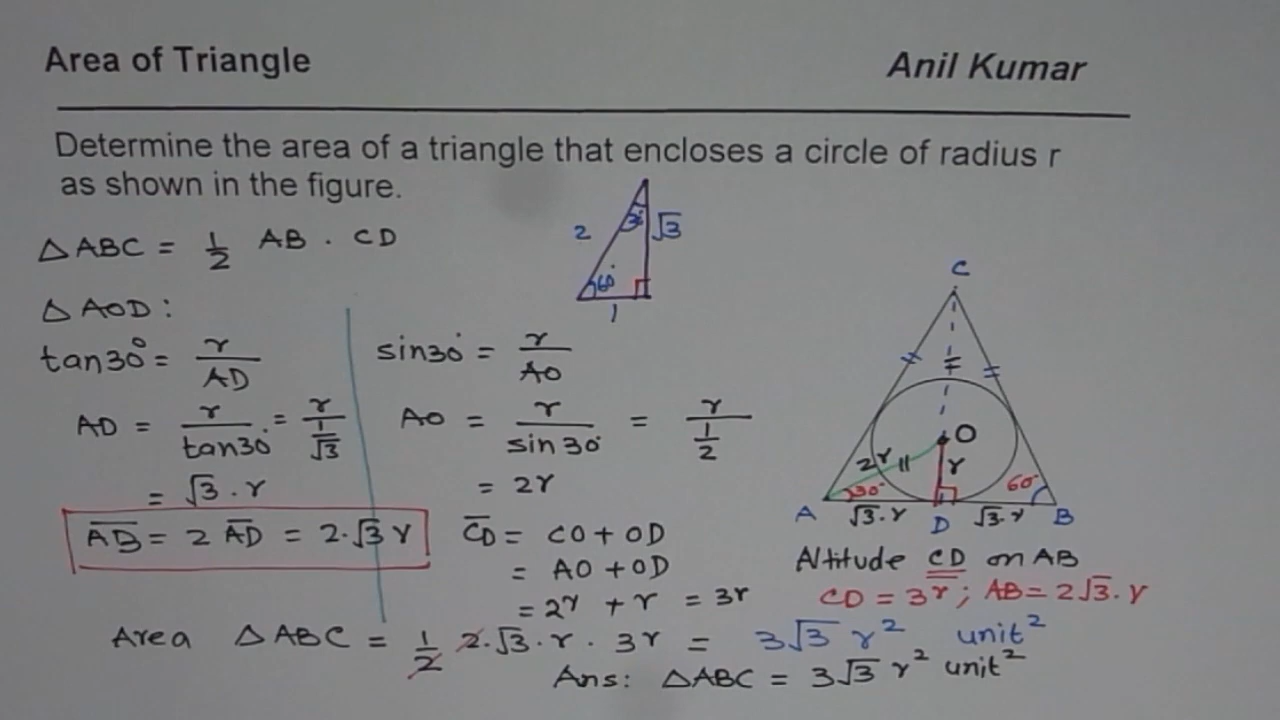 Area of Triangle
Anil Kumar
Determine the area of a triangle that encloses a circle of radius r
as shown in the figure.
△ABC = 1/2 AB · CD
2 30° √3
60°
1
△AOD:
tan30° = r/AD
AD = r/tan30° = r/(1/√3)
= √3 · r
AB = 2 AD = 2·√3 r
sin30° = r/AO
AO = r/sin30° = r/(1/2)
= 2r
CD = CO + OD
= AO + OD
= 2r + r = 3r
C
O
2r r
30° 60°
A √3·r D √3·r B
Altitude CD on AB
CD = 3r ; AB = 2√3 · r
Area △ABC = 1/2 2·√3 · r · 3r = 3√3 r² unit²
Ans: △ABC = 3√3 r² unit²